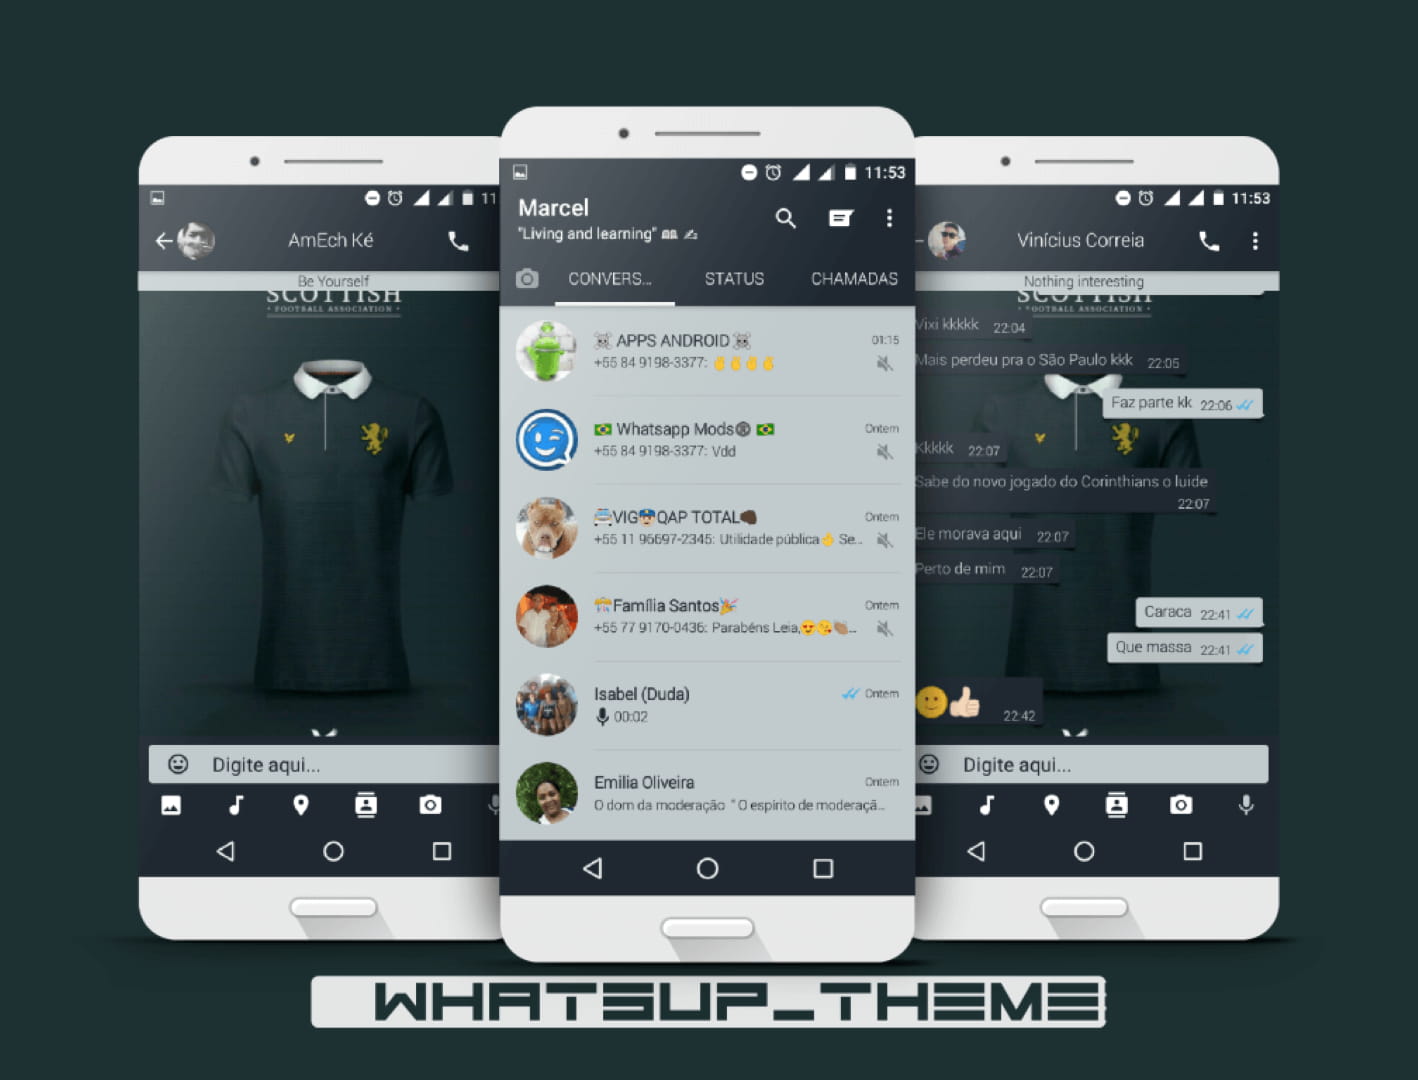 11
AmEch Ké
Be Yourself
SCOTTISH
• FOOTBALL ASSOCIATION •
Digite aqui...
11:53
Marcel
"Living and learning"
CONVERS...
STATUS
CHAMADAS
APPS ANDROID
01:15
+55 84 9198-3377:
Whatsapp Mods®
Ontem
+55 84 9198-3377: Vdd
VIG QAP TOTAL
Ontem
+55 11 96697-2345: Utilidade pública Se...
Família Santos
Ontem
+55 77 9170-0436: Parabéns Leia, ...
Isabel (Duda)
Ontem
00:02
Emilia Oliveira
Ontem
O dom da moderação " O espirito de moderaçã...
11:53
Vinícius Correia
Nothing interesting
SCOTTISH
• FOOTBALL ASSOCIATION •
Vixi kkkkk 22:04
Mais perdeu pra o São Paulo kkk 22:05
Faz parte kk 22:06
Kkkkk 22:07
Sabe do novo jogado do Corinthians o luide
22:07
Ele morava aqui 22:07
Perto de mim 22:07
Caraca 22:41
Que massa 22:41
22:42
Digite aqui...
WHATSUP_THEME